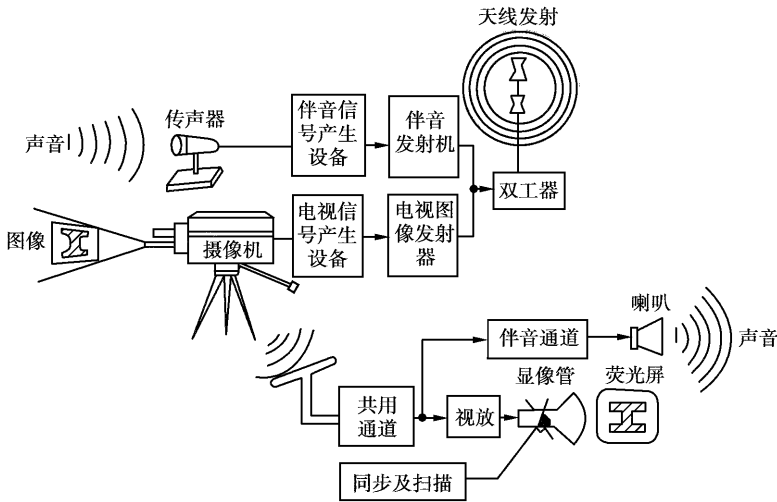 天线发射
声音
传声器
伴音信
号产生
设备
伴音
发射机
双工器
图像
摄像机
电视信
号产生
设备
电视图
像发射
器
喇叭
声音
伴音通道
显像管
荧光屏
共用
通道
视放
同步及扫描